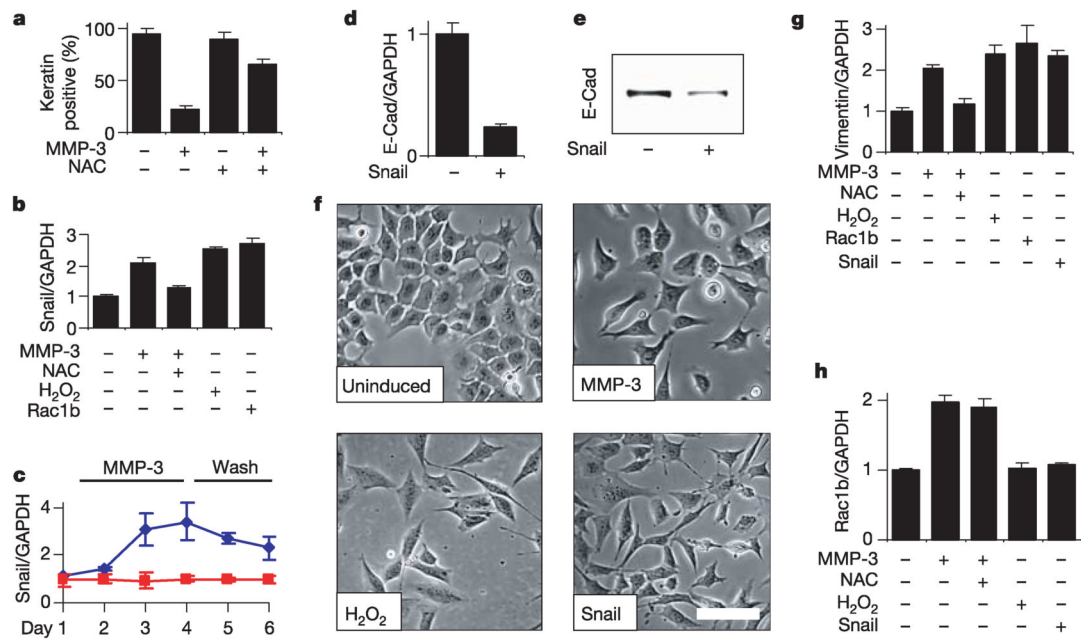 a
Keratin
positive (%)
100
50
0
MMP-3 – + – +
NAC – – + +
b
Snail/GAPDH
3
2
1
0
MMP-3 – + + – –
NAC – – + – –
H₂O₂ – – – + –
Rac1b – – – – +
c
MMP-3 Wash
Snail/GAPDH
4
2
0
Day 1 2 3 4 5 6
d
E-Cad/GAPDH
1
0
Snail – +
e
E-Cad
Snail – +
f
Uninduced
MMP-3
H₂O₂
Snail
g
Vimentin/GAPDH
3
2
1
0
MMP-3 – + + – – –
NAC – – + – – –
H₂O₂ – – – + – –
Rac1b – – – – + –
Snail – – – – – +
h
Rac1b/GAPDH
2
1
0
MMP-3 – + + – –
NAC – – + – –
H₂O₂ – – – + –
Snail – – – – +